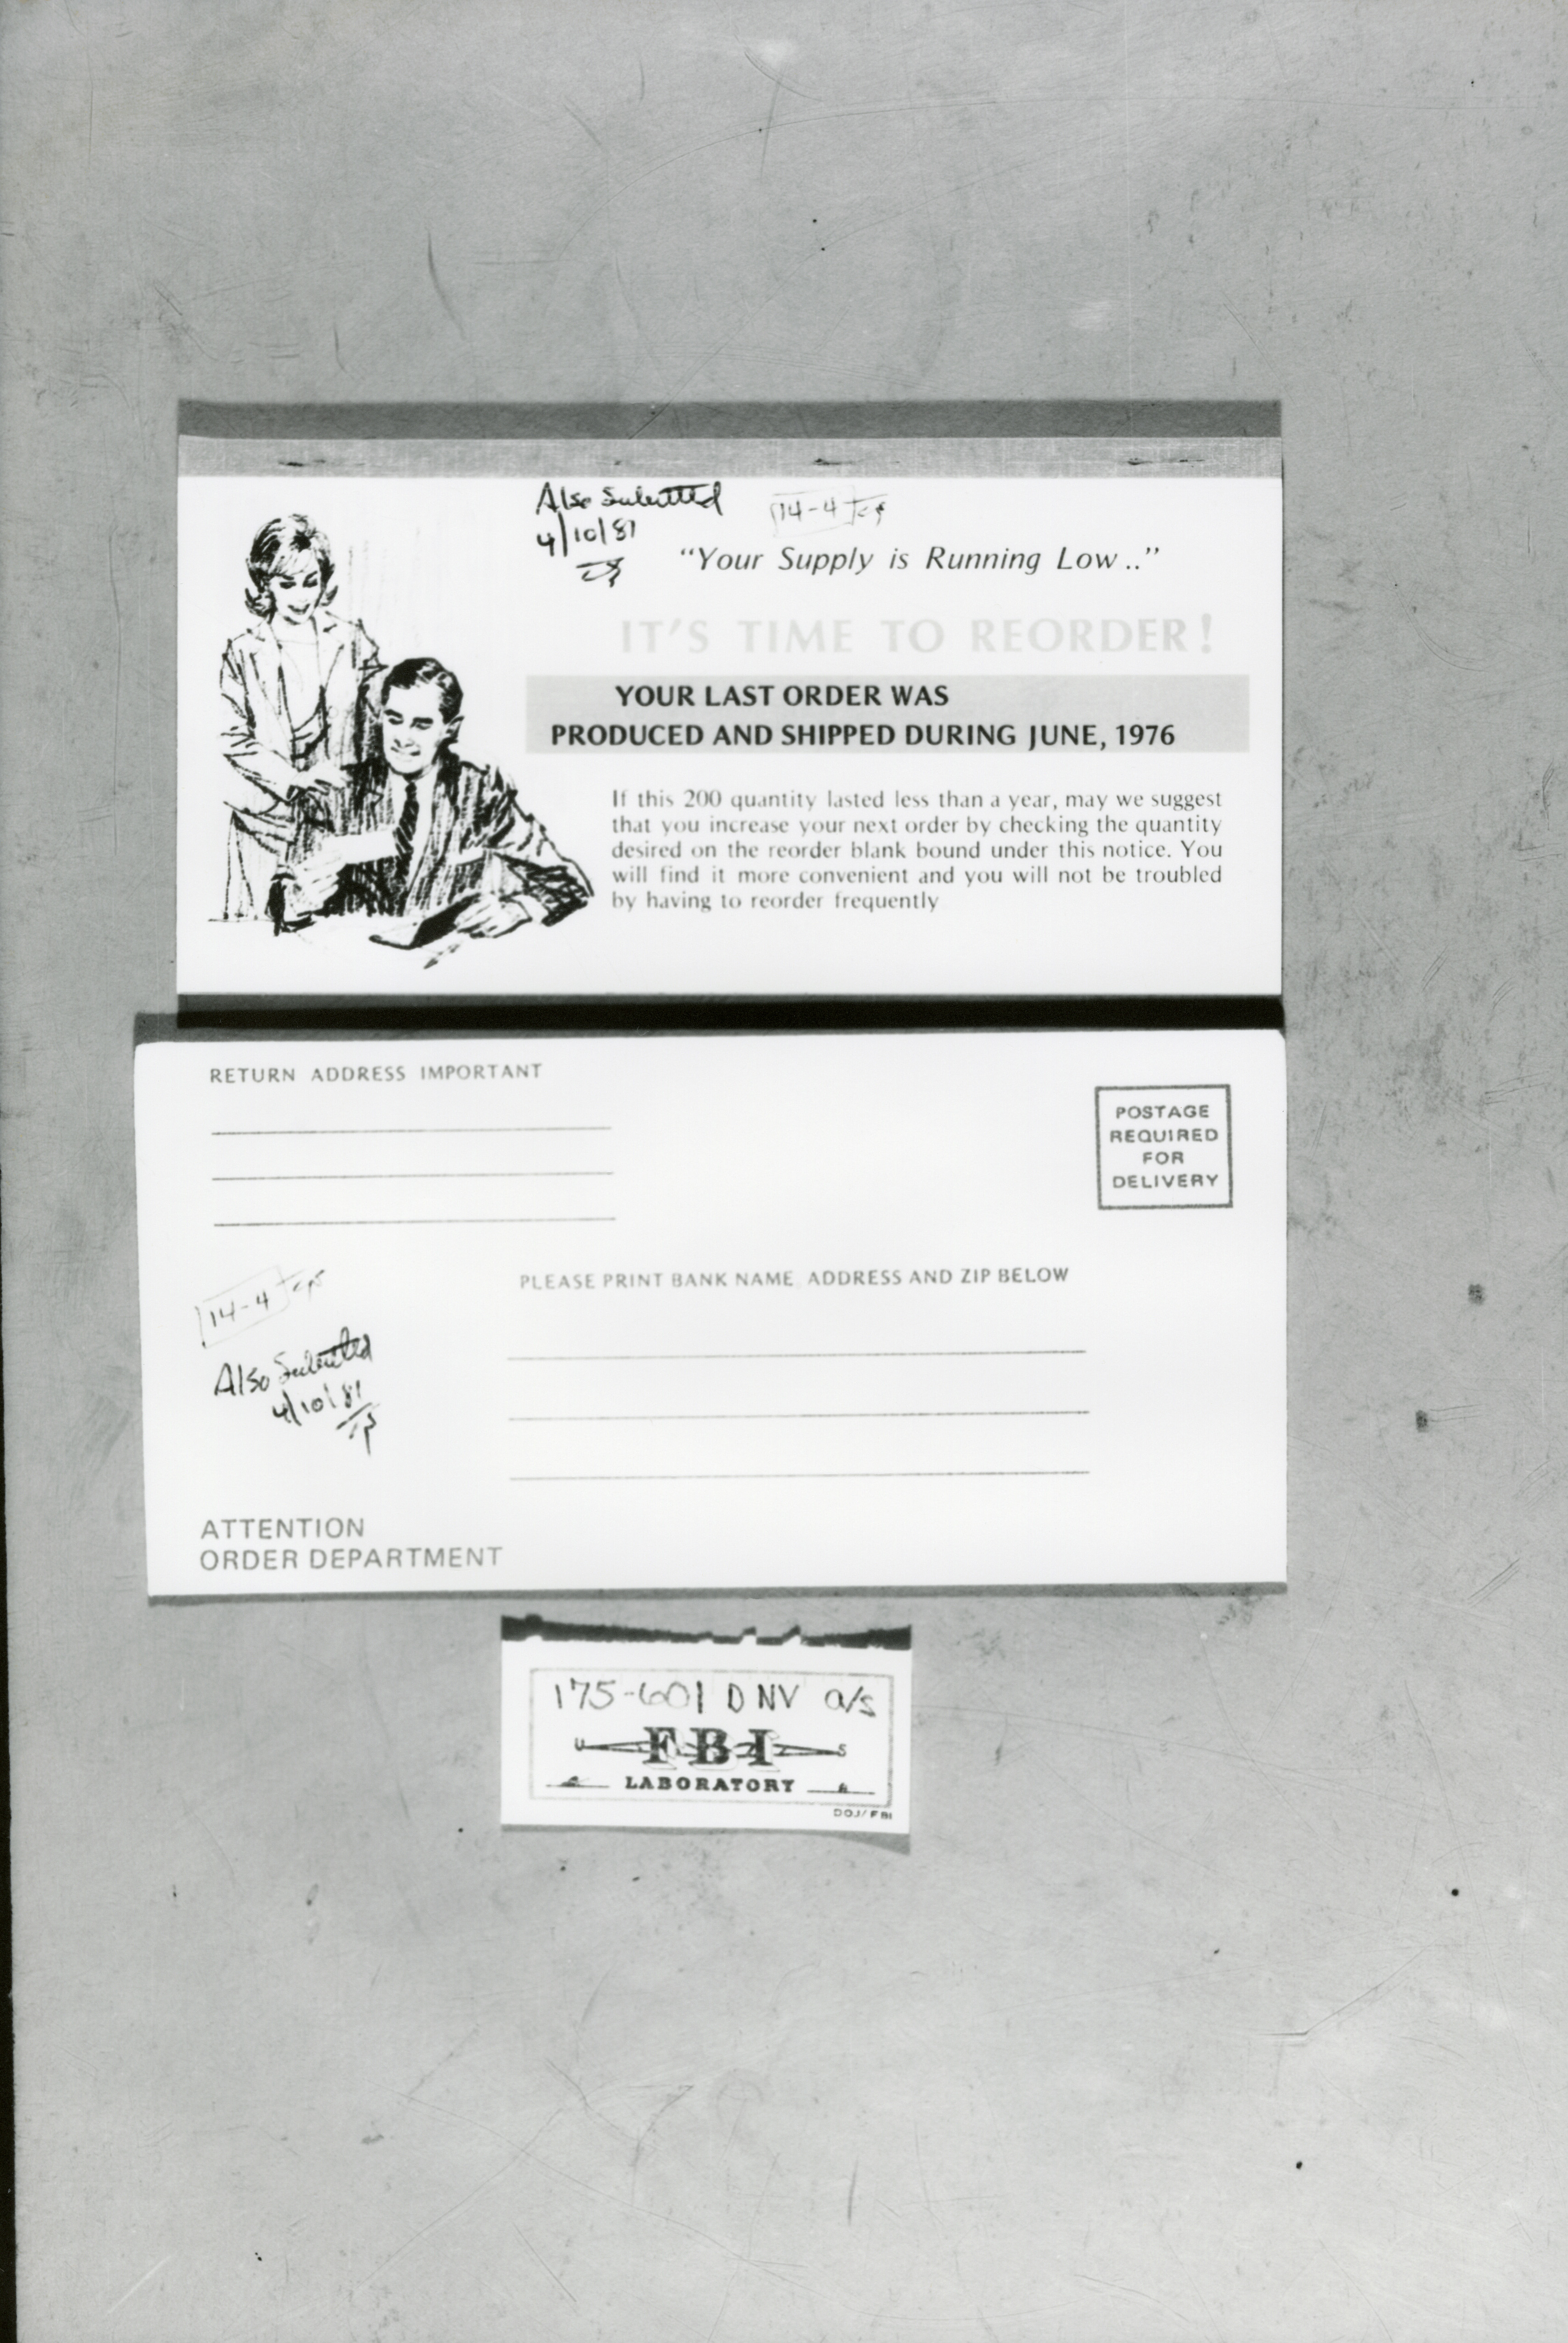 Also Submitted
4/10/81
14-4
"Your Supply is Running Low.."
IT'S TIME TO REORDER!
YOUR LAST ORDER WAS
PRODUCED AND SHIPPED DURING JUNE, 1976
If this 200 quantity lasted less than a year, may we suggest
that you increase your next order by checking the quantity
desired on the reorder blank bound under this notice. You
will find it more convenient and you will not be troubled
by having to reorder frequently
RETURN ADDRESS IMPORTANT
POSTAGE
REQUIRED
FOR
DELIVERY
PLEASE PRINT BANK NAME ADDRESS AND ZIP BELOW
14-4
Also Submitted
4/10/81
ATTENTION
ORDER DEPARTMENT
175-601 DNV a/s
U FBI S
LABORATORY
DOJ/FBI